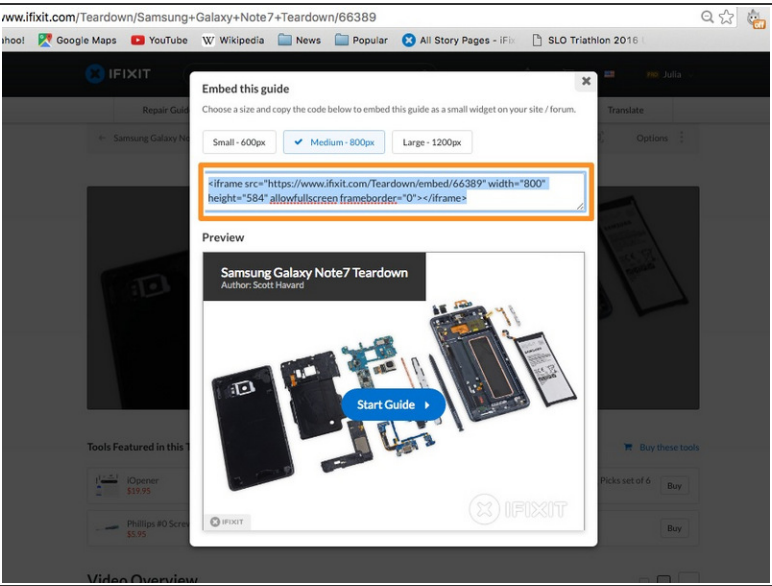 www.ifixit.com/Teardown/Samsung+Galaxy+Note7+Teardown/66389
ahoo! Google Maps YouTube Wikipedia News Popular All Story Pages - iFix SLO Triathlon 2016
off
IFIXIT
PRO Julia
Repair Guid
Translate
Samsung Galaxy No
Options
Embed this guide
Choose a size and copy the code below to embed this guide as a small widget on your site / forum.
Small - 600px
Medium - 800px
Large - 1200px
<iframe src="https://www.ifixit.com/Teardown/embed/66389" width="800"
height="584" allowfullscreen frameborder="0"></iframe>
Preview
Samsung Galaxy Note7 Teardown
Author: Scott Havard
Start Guide
IFIXIT
IFIXIT
Tools Featured in this T
Buy these tools
iOpener
$19.95
Picks set of 6
Buy
Phillips #0 Screw
$5.95
Buy
Video Overview